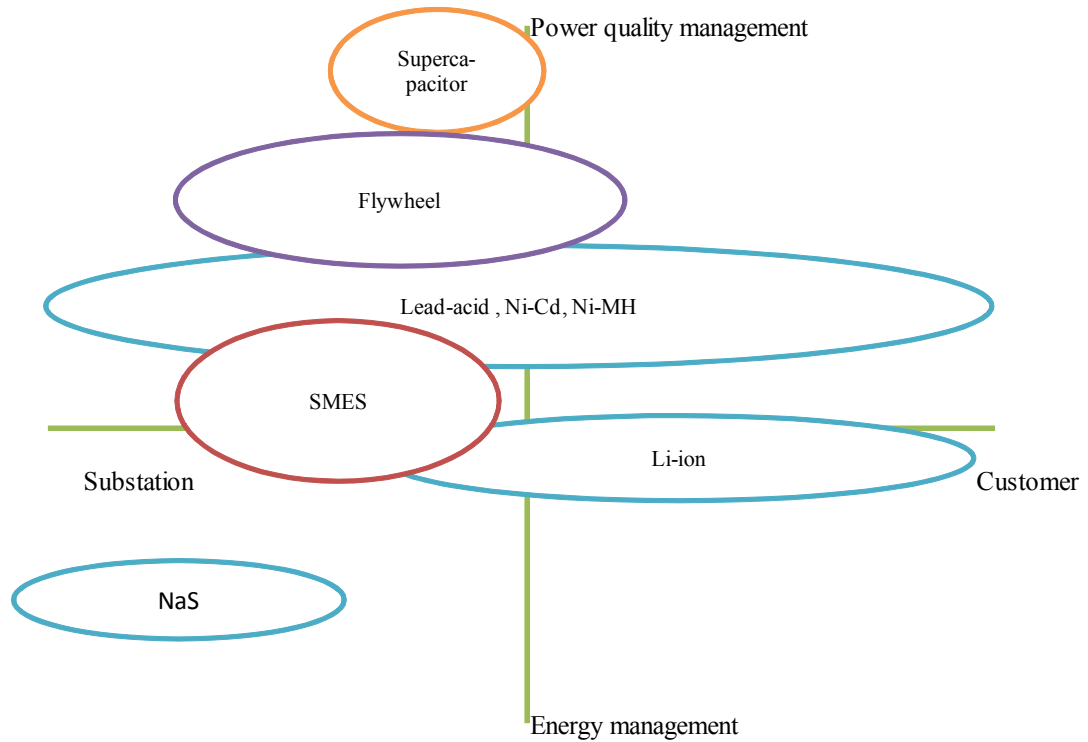 Power quality management
Superca-
pacitor
Flywheel
Lead-acid , Ni-Cd, Ni-MH
SMES
Li-ion
Substation
Customer
NaS
Energy management